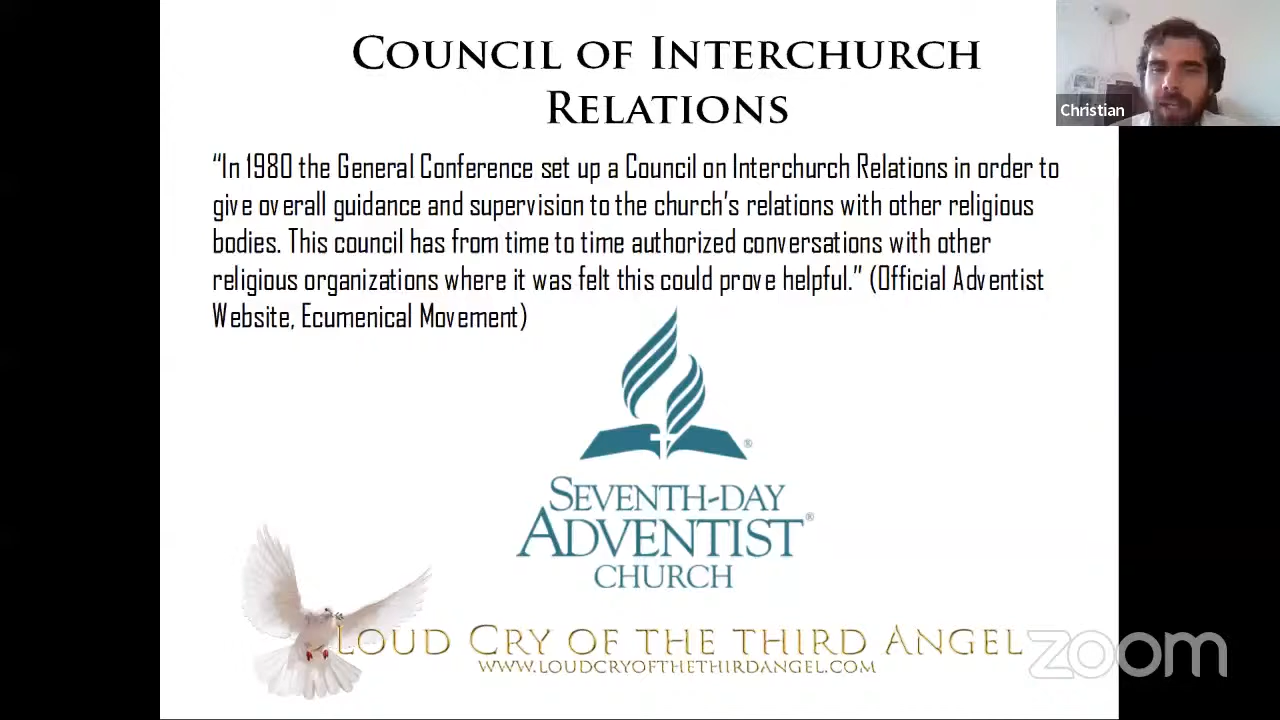 COUNCIL OF INTERCHURCH
RELATIONS
Christian
“In 1980 the General Conference set up a Council on Interchurch Relations in order to
give overall guidance and supervision to the church’s relations with other religious
bodies. This council has from time to time authorized conversations with other
religious organizations where it was felt this could prove helpful.” (Official Adventist
Website, Ecumenical Movement)
®
SEVENTH-DAY
ADVENTIST®
CHURCH
LOUD CRY OF THE THIRD ANGEL
WWW.LOUDCRYOFTHETHIRDANGEL.COM
zoom